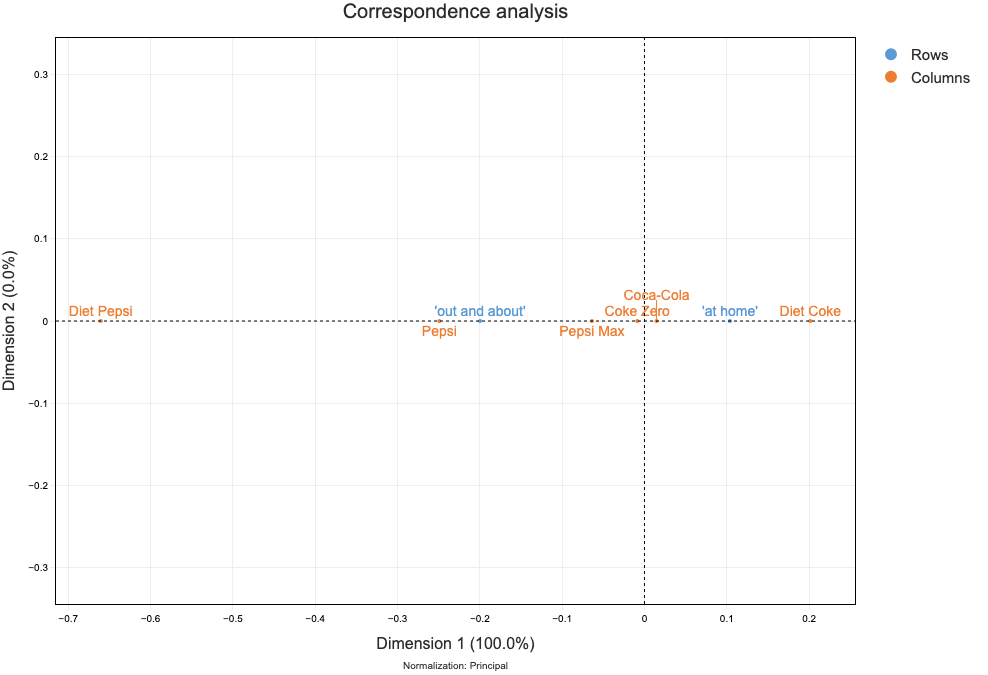 Correspondence analysis
Rows
Columns
0.3
0.2
0.1
0
−0.1
−0.2
−0.3
Dimension 2 (0.0%)
Coca-Cola
Diet Pepsi
'out and about'
Coke Zero
'at home'
Diet Coke
Pepsi
Pepsi Max
−0.7
−0.6
−0.5
−0.4
−0.3
−0.2
−0.1
0
0.1
0.2
Dimension 1 (100.0%)
Normalization: Principal